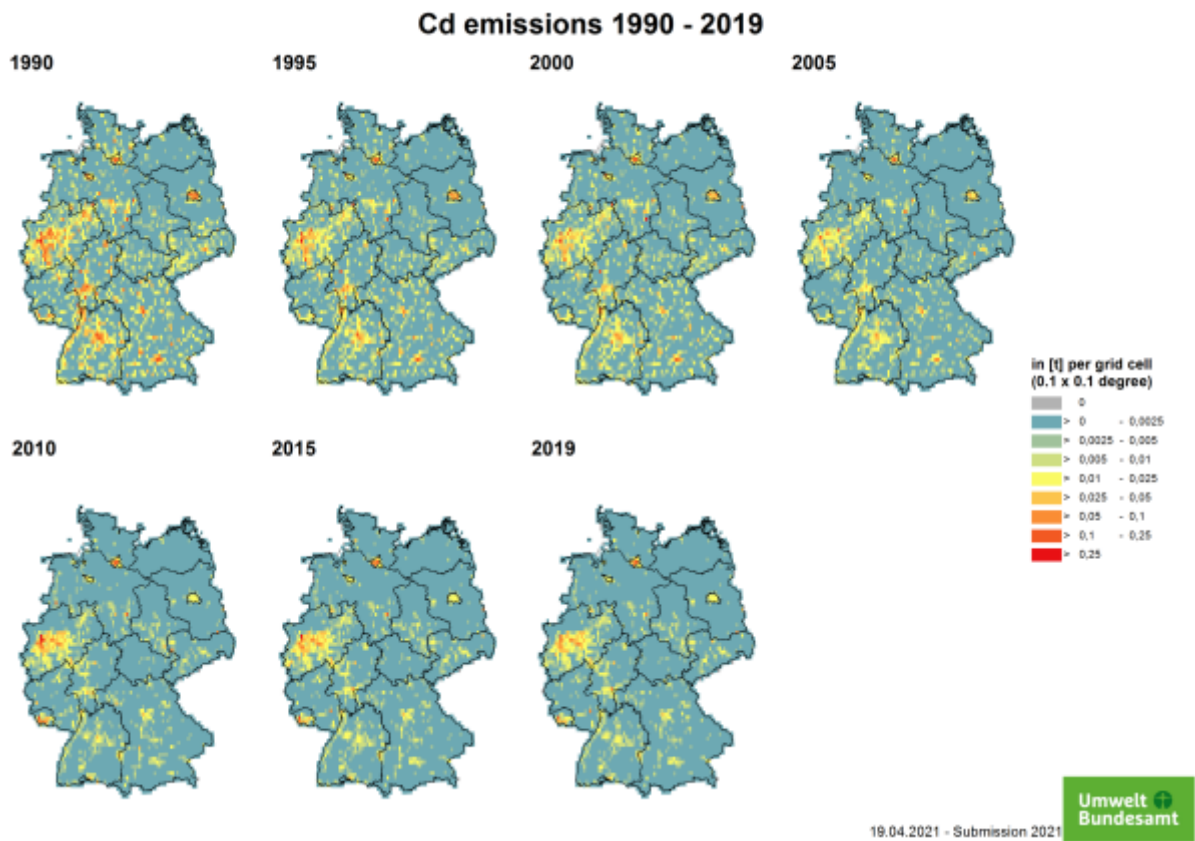 Cd emissions 1990 - 2019
1990
1995
2000
2005
2010
2015
2019
in [t] per grid cell
(0.1 x 0.1 degree)
0
> 0 - 0,0025
> 0,0025 - 0,005
> 0,005 - 0,01
> 0,01 - 0,025
> 0,025 - 0,05
> 0,05 - 0,1
> 0,1 - 0,25
> 0,25
19.04.2021 - Submission 2021
Umwelt
Bundesamt